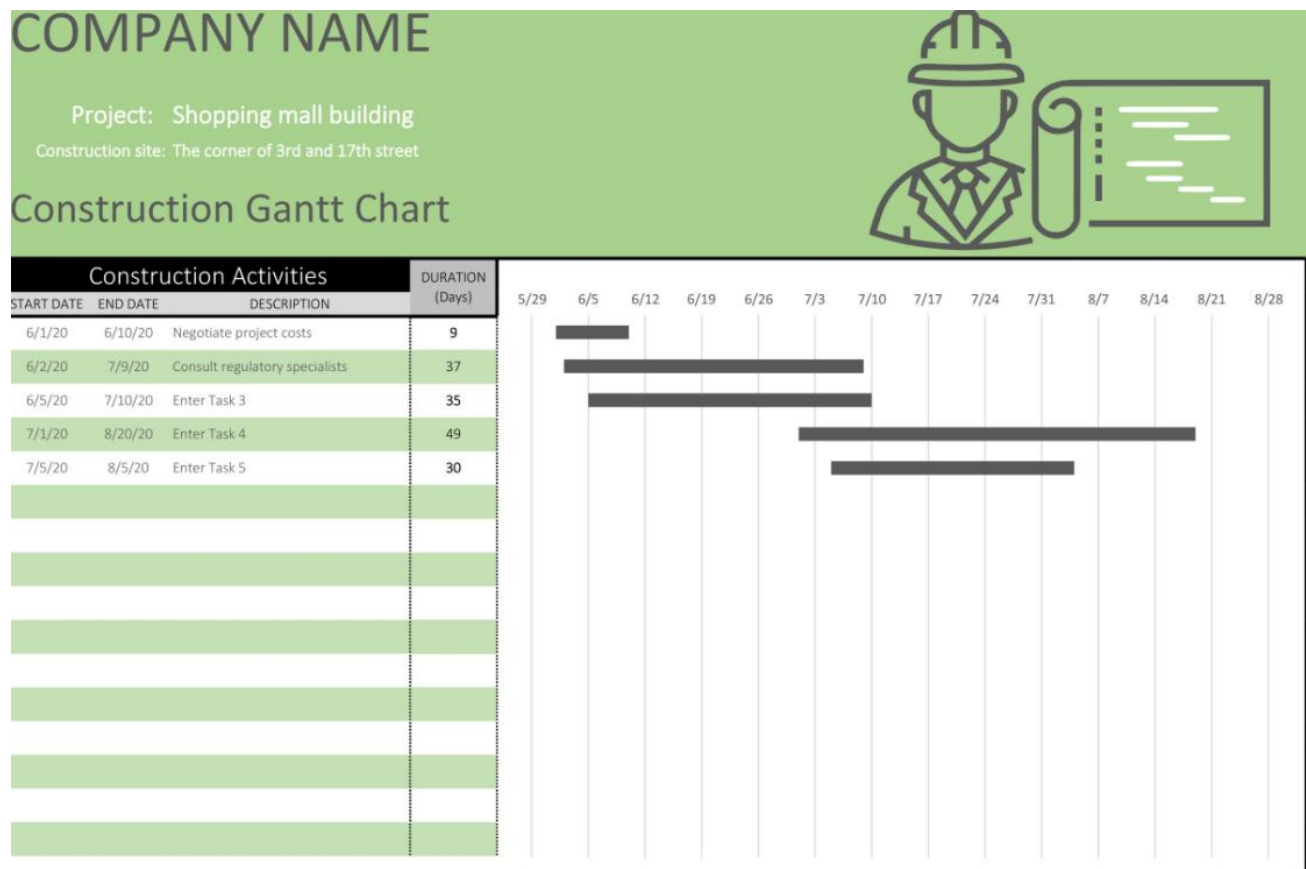 COMPANY NAME
Project: Shopping mall building
Construction site: The corner of 3rd and 17th street
Construction Gantt Chart
Construction Activities
DURATION (Days)
START DATE END DATE DESCRIPTION
5/29 6/5 6/12 6/19 6/26 7/3 7/10 7/17 7/24 7/31 8/7 8/14 8/21 8/28
6/1/20 6/10/20 Negotiate project costs 9
6/2/20 7/9/20 Consult regulatory specialists 37
6/5/20 7/10/20 Enter Task 3 35
7/1/20 8/20/20 Enter Task 4 49
7/5/20 8/5/20 Enter Task 5 30